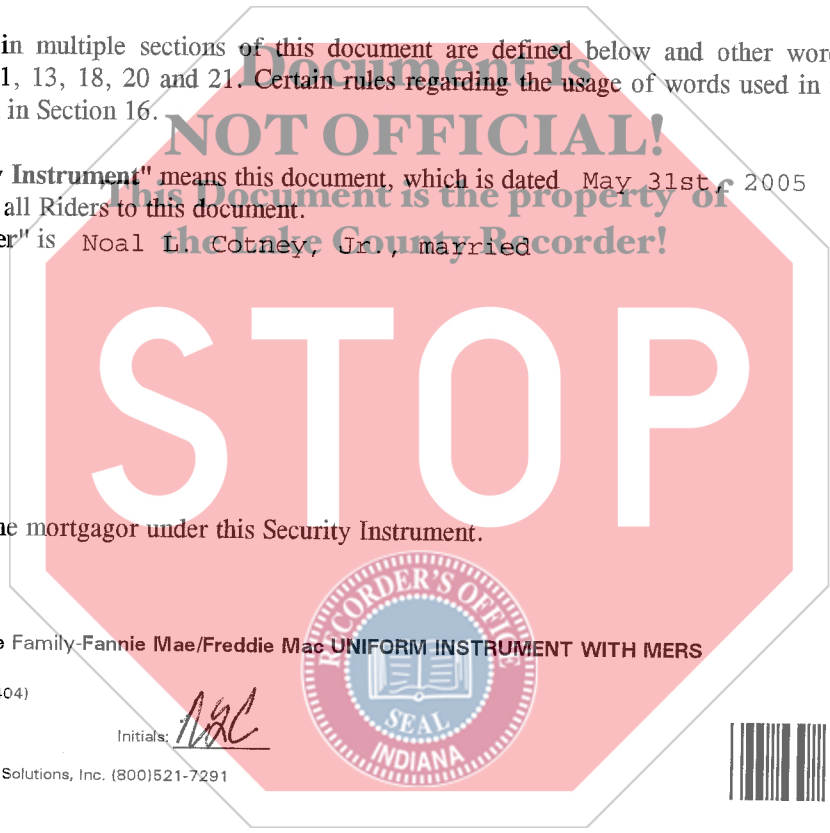 in multiple sections of this document are defined below and other wor
1, 13, 18, 20 and 21. Certain rules regarding the usage of words used in
in Section 16.
Document is
NOT OFFICIAL!
This Document is the property of
the Lake County Recorder!
Instrument" means this document, which is dated May 31st, 2005
all Riders to this document.
er" is Noal L. Cotney, Jr., married
STOP
he mortgagor under this Security Instrument.
RECORDER'S OFFICE
SEAL
INDIANA
e Family-Fannie Mae/Freddie Mac UNIFORM INSTRUMENT WITH MERS
404)
Initials: NLC
Solutions, Inc. (800)521-7291